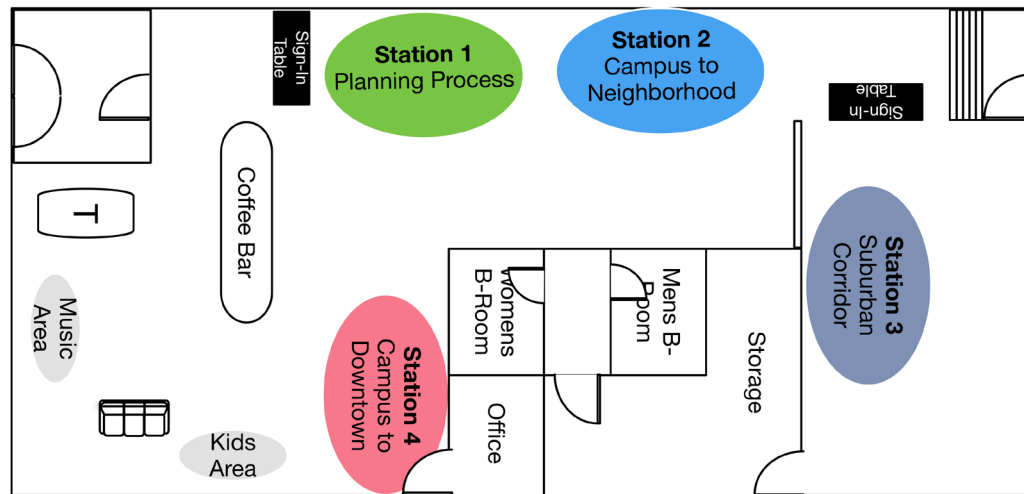 Sign-In
Table
Station 1
Planning Process
Station 2
Campus to
Neighborhood
Sign-In
Table
Coffee Bar
T
Station 3
Suburban
Corridor
Music
Area
Womens
B-Room
Mens B-
Room
Storage
Station 4
Campus to
Downtown
Office
Kids
Area